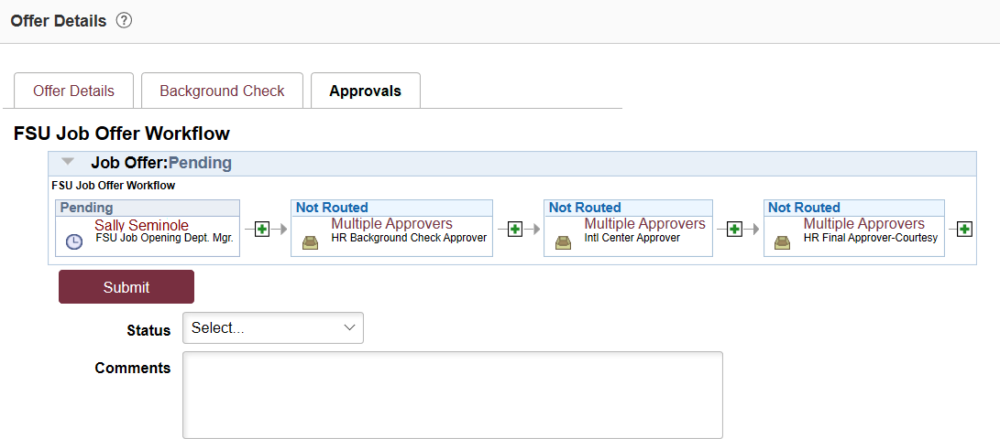 Offer Details ?
Offer Details Background Check Approvals
FSU Job Offer Workflow
Job Offer:Pending
FSU Job Offer Workflow
Pending Not Routed Not Routed Not Routed
Sally Seminole Multiple Approvers Multiple Approvers Multiple Approvers
FSU Job Opening Dept. Mgr. HR Background Check Approver Intl Center Approver HR Final Approver-Courtesy
Submit
Status Select...
Comments